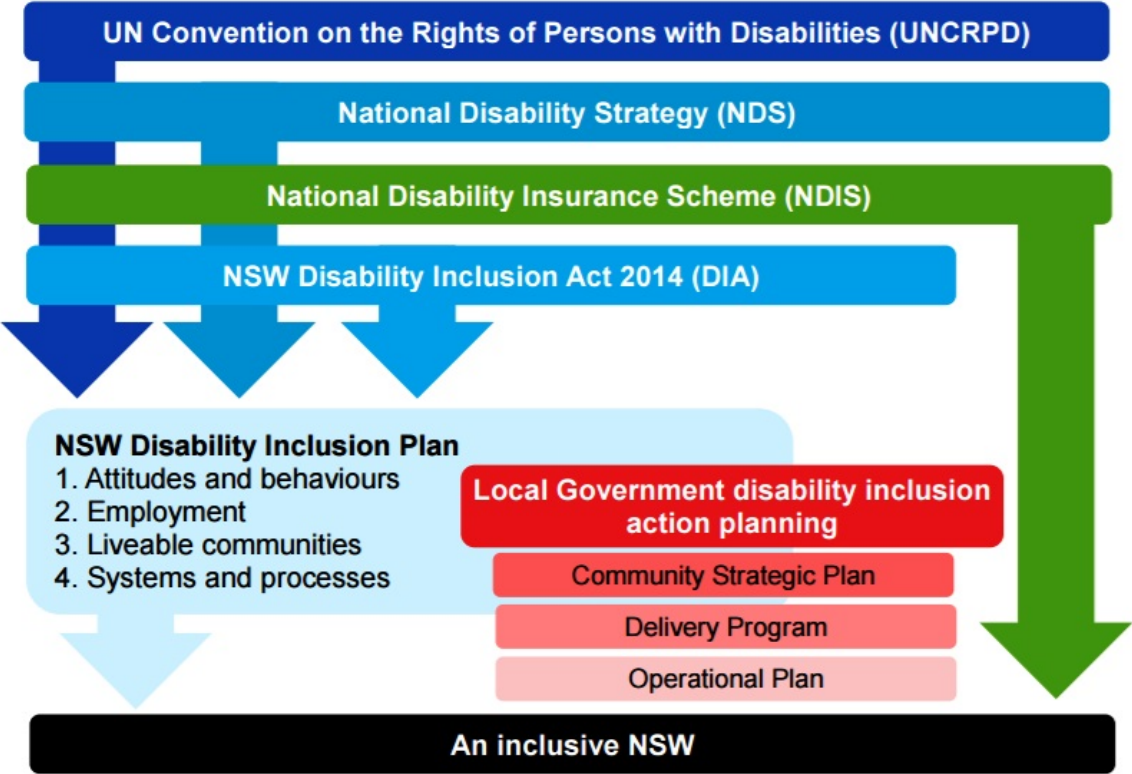 UN Convention on the Rights of Persons with Disabilities (UNCRPD)
National Disability Strategy (NDS)
National Disability Insurance Scheme (NDIS)
NSW Disability Inclusion Act 2014 (DIA)
NSW Disability Inclusion Plan
1. Attitudes and behaviours
2. Employment
3. Liveable communities
4. Systems and processes
Local Government disability inclusion
action planning
Community Strategic Plan
Delivery Program
Operational Plan
An inclusive NSW